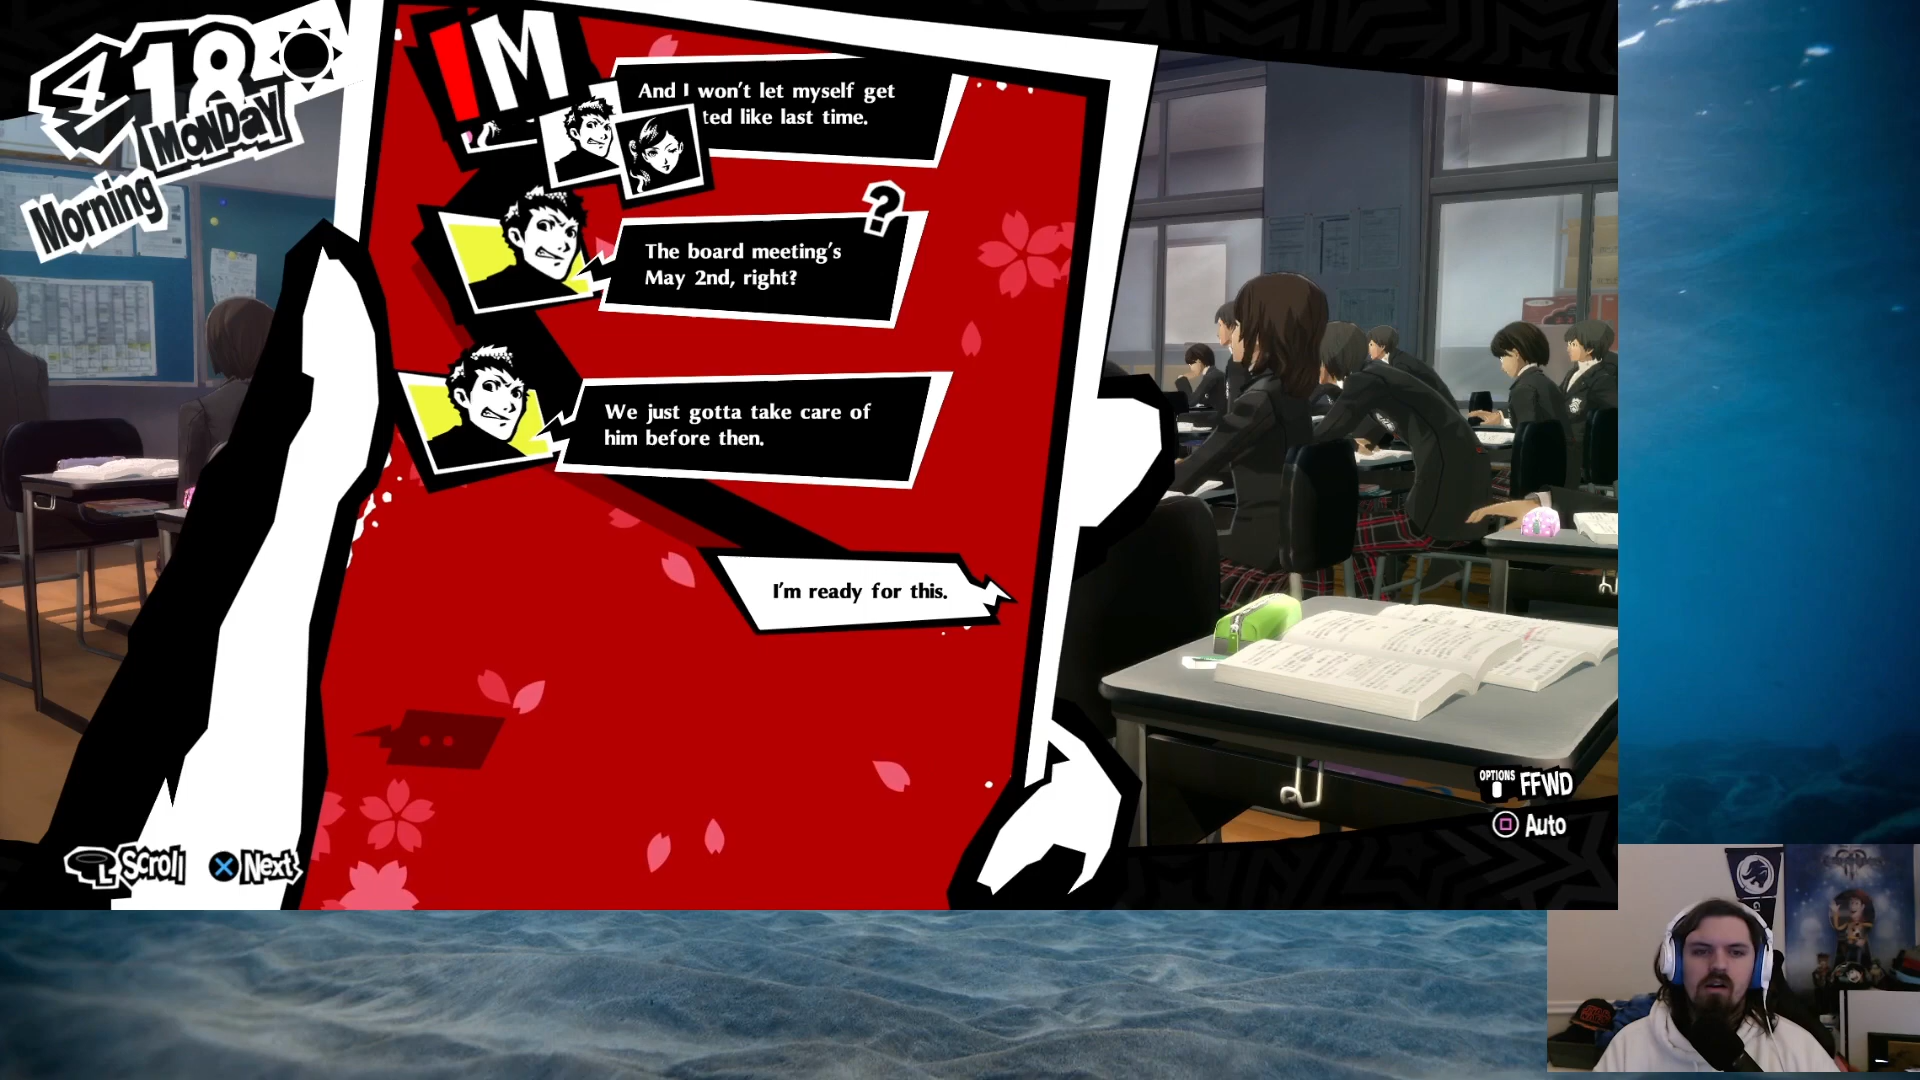 4/18
MONDAY
Morning
IM
And I won't let myself get
ted like last time.
The board meeting's
May 2nd, right?
?
We just gotta take care of
him before then.
I'm ready for this.
OPTIONS FFWD
Auto
L Scroll
Next